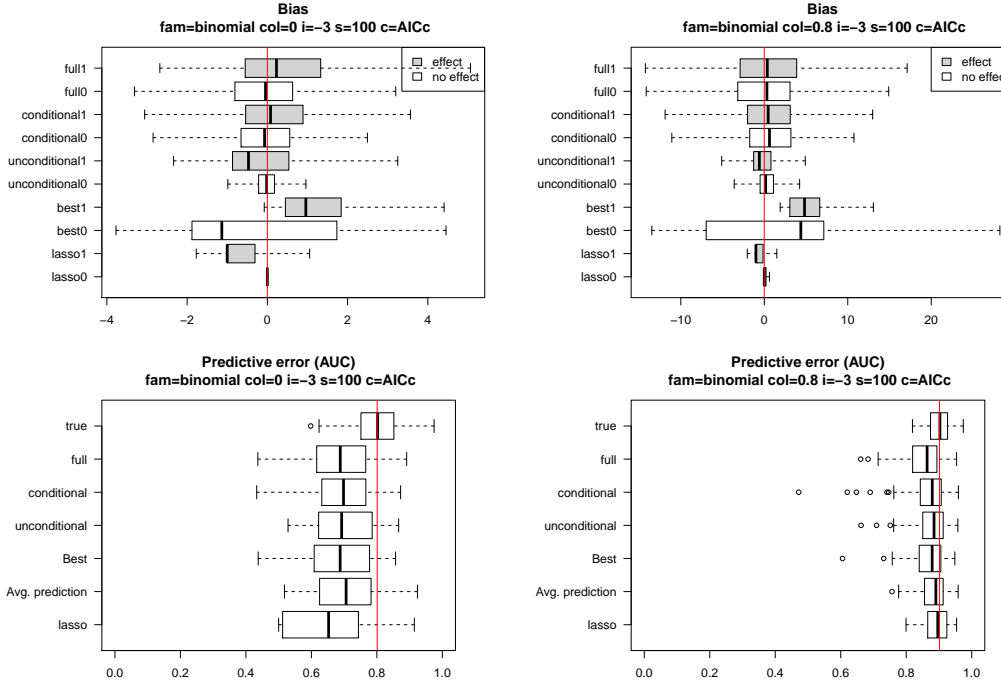 Bias
fam=binomial col=0 i=−3 s=100 c=AICc
effect
no effect
full1
full0
conditional1
conditional0
unconditional1
unconditional0
best1
best0
lasso1
lasso0
−4 −2 0 2 4
Bias
fam=binomial col=0.8 i=−3 s=100 c=AICc
effect
no effect
full1
full0
conditional1
conditional0
unconditional1
unconditional0
best1
best0
lasso1
lasso0
−10 0 10 20
Predictive error (AUC)
fam=binomial col=0 i=−3 s=100 c=AICc
true
full
conditional
unconditional
Best
Avg. prediction
lasso
0.0 0.2 0.4 0.6 0.8 1.0
Predictive error (AUC)
fam=binomial col=0.8 i=−3 s=100 c=AICc
true
full
conditional
unconditional
Best
Avg. prediction
lasso
0.0 0.2 0.4 0.6 0.8 1.0